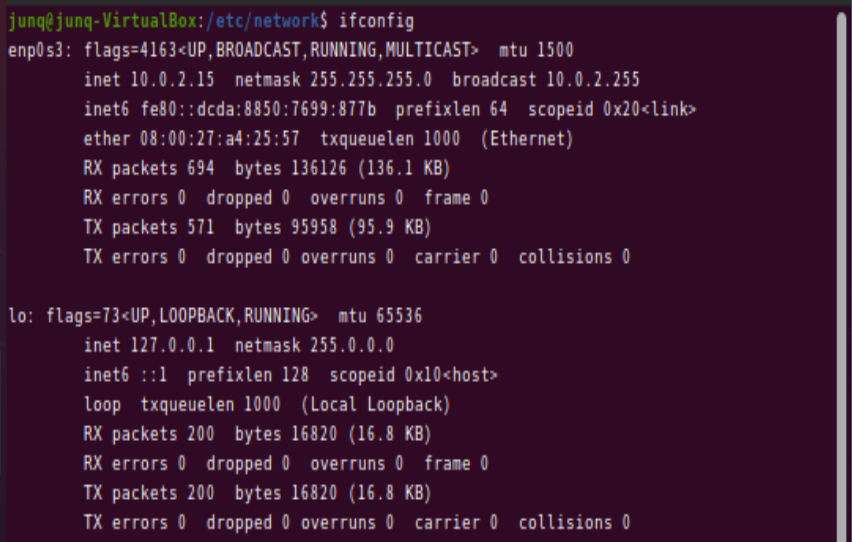 junq@junq-VirtualBox:/etc/network$ ifconfig
enp0s3: flags=4163<UP,BROADCAST,RUNNING,MULTICAST>  mtu 1500
        inet 10.0.2.15  netmask 255.255.255.0  broadcast 10.0.2.255
        inet6 fe80::dcda:8850:7699:877b  prefixlen 64  scopeid 0x20<link>
        ether 08:00:27:a4:25:57  txqueuelen 1000  (Ethernet)
        RX packets 694  bytes 136126 (136.1 KB)
        RX errors 0  dropped 0  overruns 0  frame 0
        TX packets 571  bytes 95958 (95.9 KB)
        TX errors 0  dropped 0 overruns 0  carrier 0  collisions 0

lo: flags=73<UP,LOOPBACK,RUNNING>  mtu 65536
        inet 127.0.0.1  netmask 255.0.0.0
        inet6 ::1  prefixlen 128  scopeid 0x10<host>
        loop  txqueuelen 1000  (Local Loopback)
        RX packets 200  bytes 16820 (16.8 KB)
        RX errors 0  dropped 0  overruns 0  frame 0
        TX packets 200  bytes 16820 (16.8 KB)
        TX errors 0  dropped 0 overruns 0  carrier 0  collisions 0